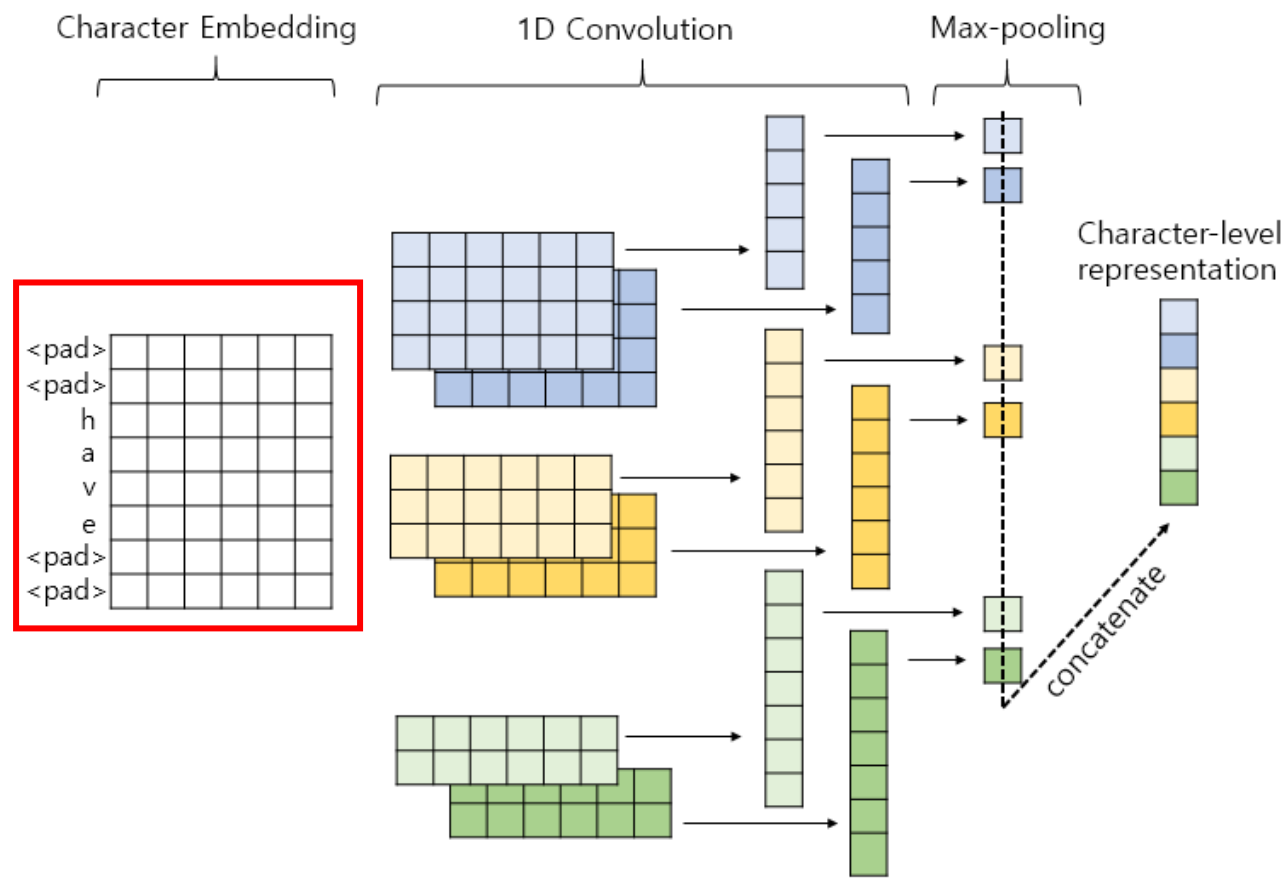 Character Embedding
1D Convolution
Max-pooling
Character-level
representation
<pad>
<pad>
h
a
v
e
<pad>
<pad>
concatenate